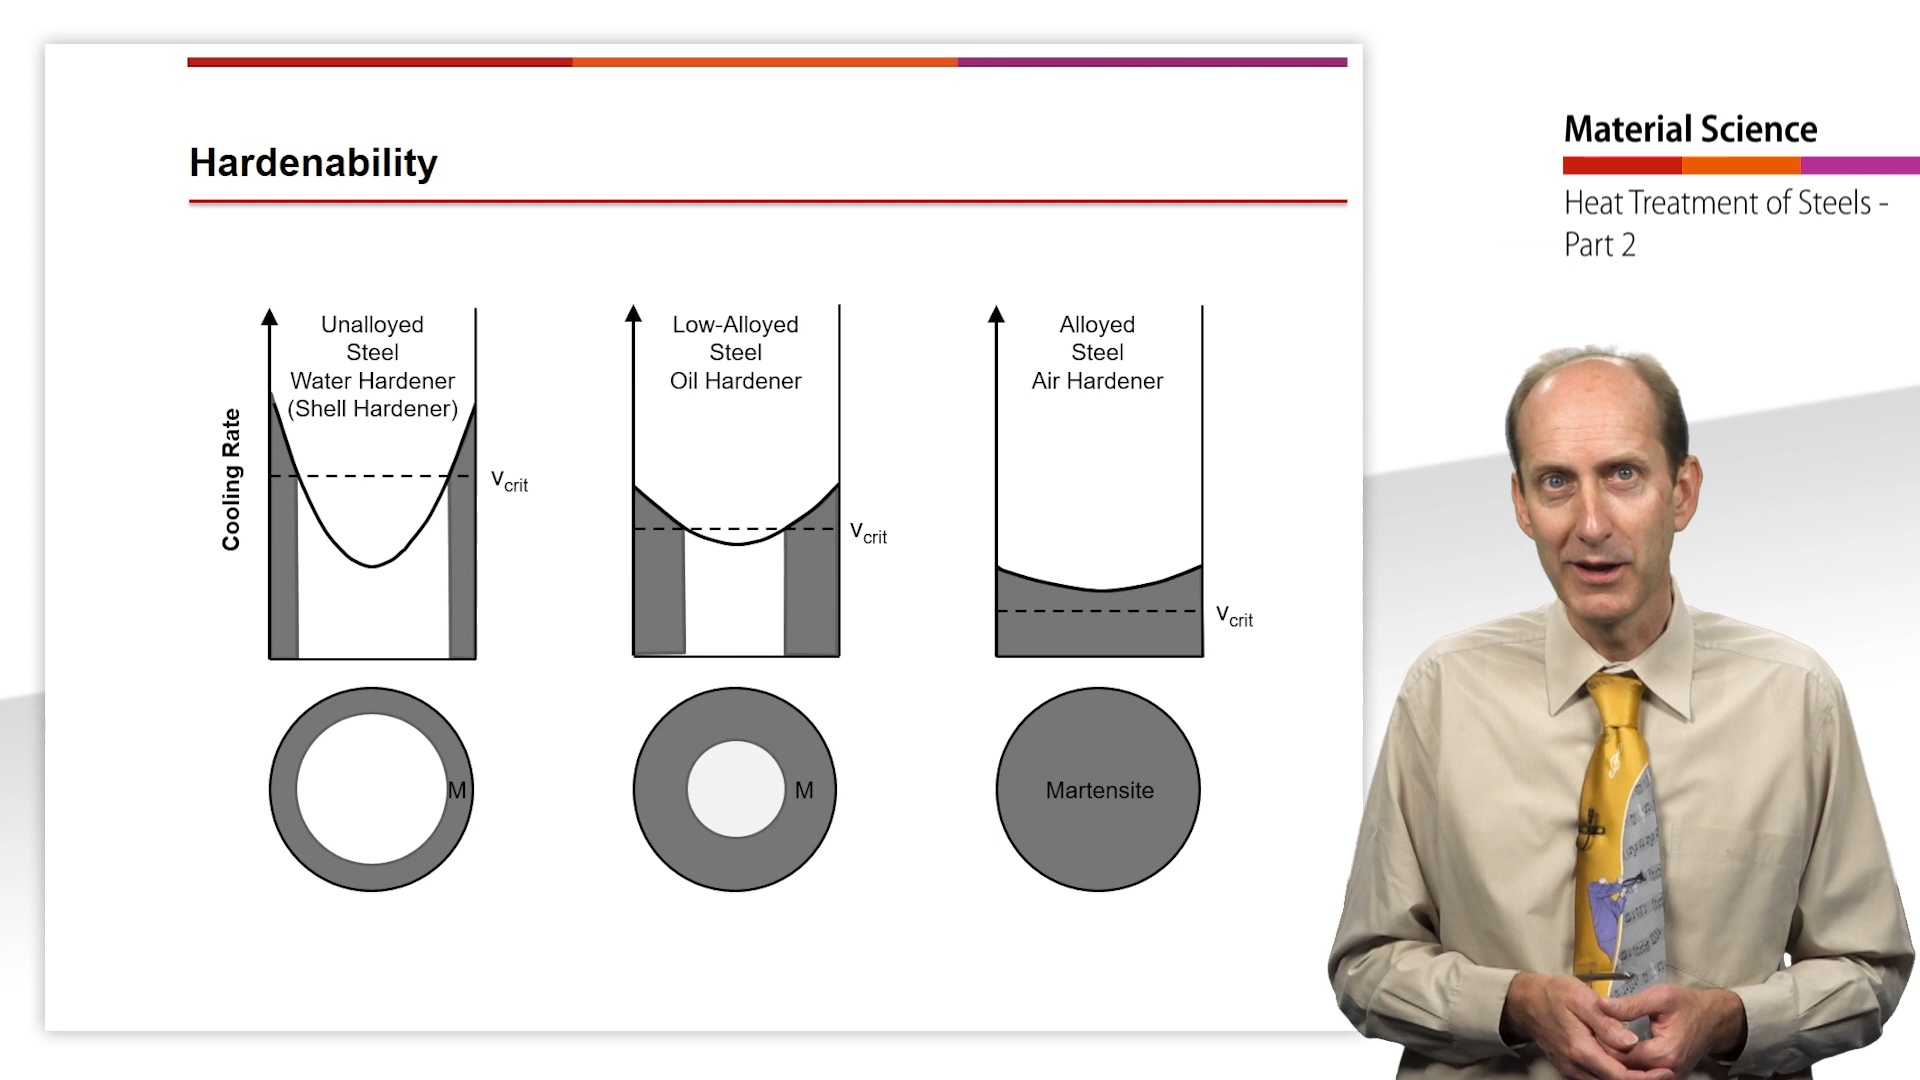 Hardenability
Material Science
Heat Treatment of Steels -
Part 2
Cooling Rate
Unalloyed
Steel
Water Hardener
(Shell Hardener)
vcrit
M
Low-Alloyed
Steel
Oil Hardener
vcrit
M
Alloyed
Steel
Air Hardener
vcrit
Martensite